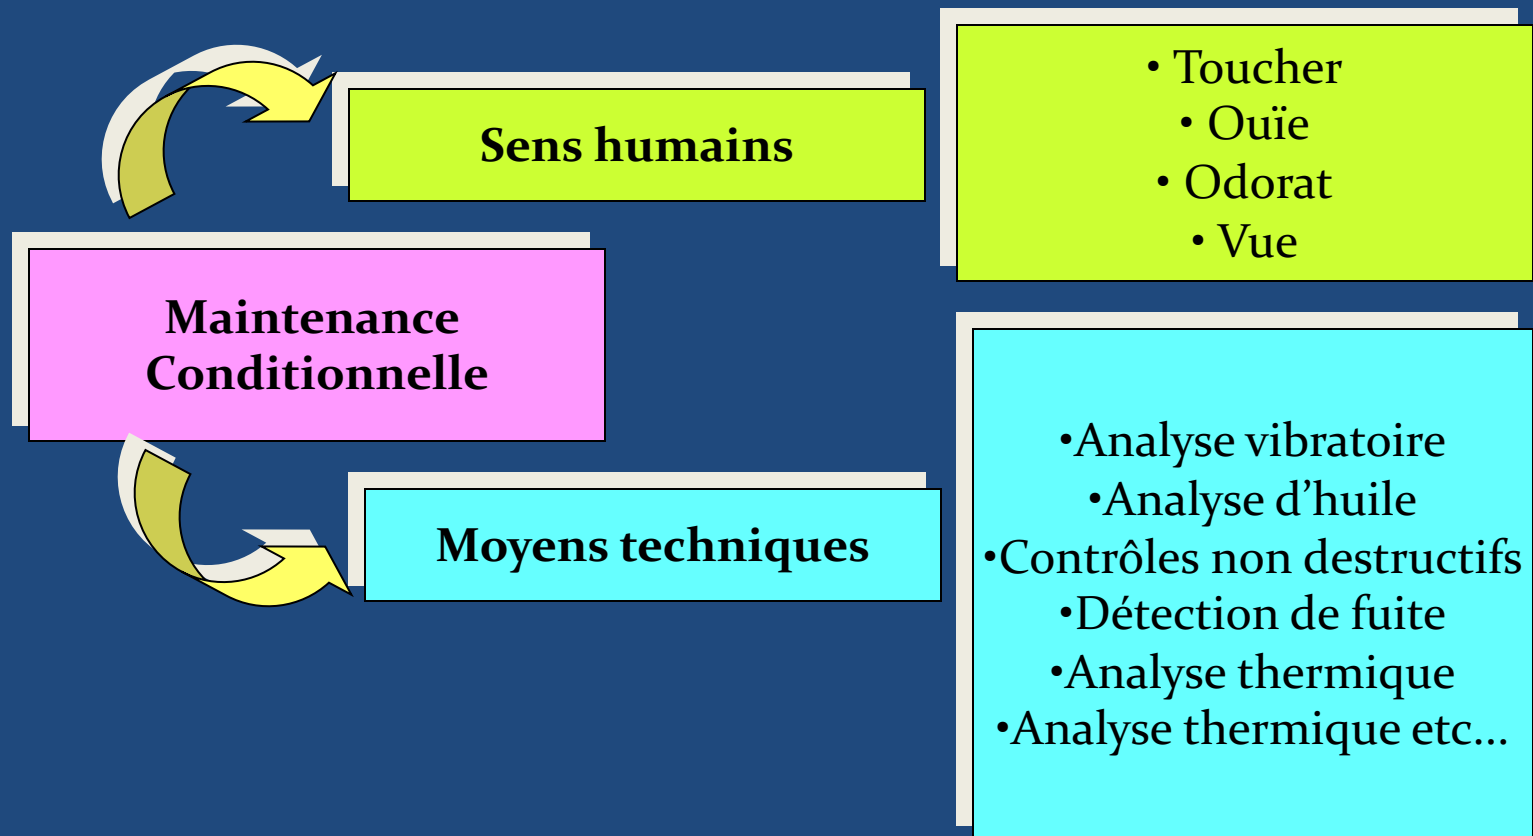 Sens humains
• Toucher
• Ouïe
• Odorat
• Vue
Maintenance
Conditionnelle
Moyens techniques
•Analyse vibratoire
•Analyse d’huile
•Contrôles non destructifs
•Détection de fuite
•Analyse thermique
•Analyse thermique etc...